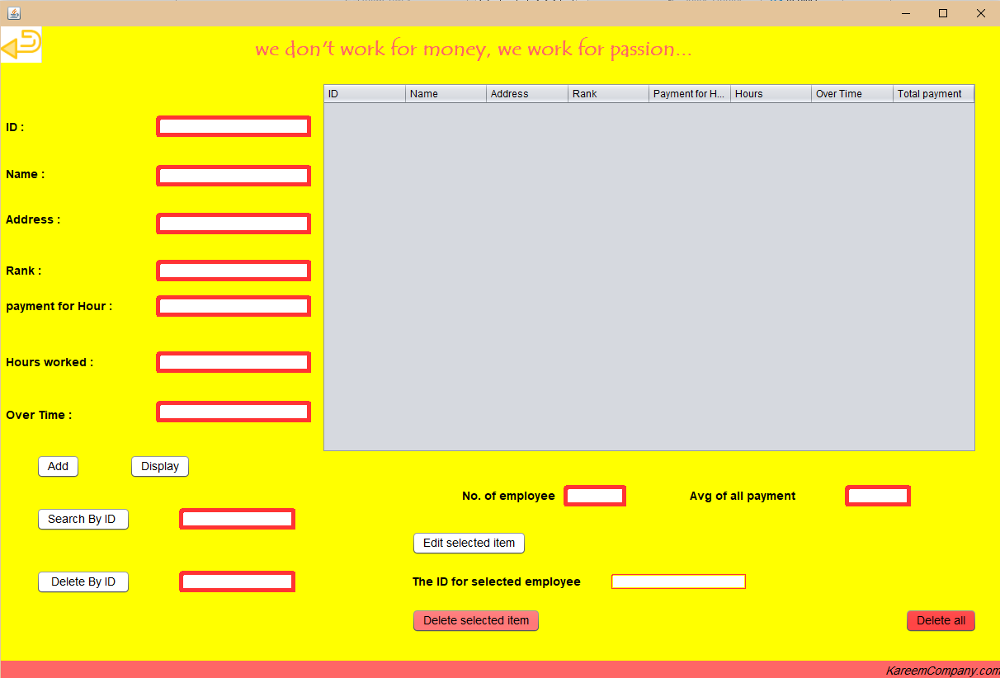 we don't work for money, we work for passion...
ID Name Address Rank Payment for H... Hours Over Time Total payment
ID :
Name :
Address :
Rank :
payment for Hour :
Hours worked :
Over Time :
Add Display
No. of employee Avg of all payment
Search By ID
Edit selected item
Delete By ID The ID for selected employee
Delete selected item Delete all
KareemCompany.com